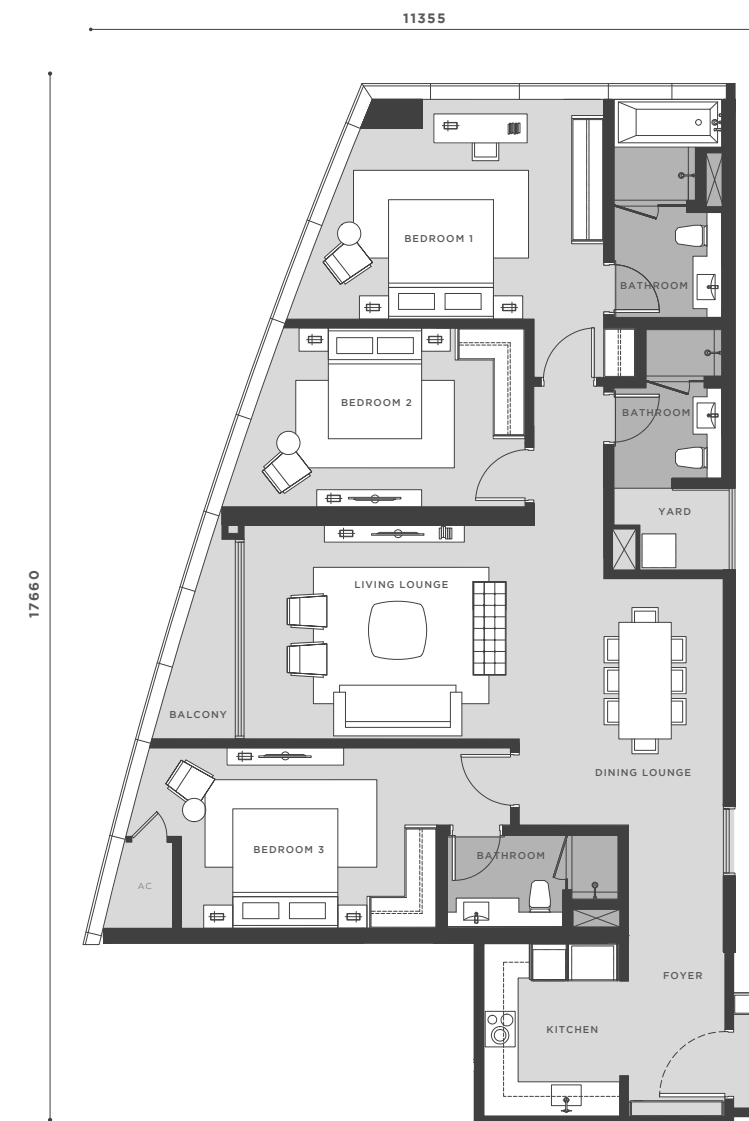 11355
17660
BEDROOM 1
BATHROOM
BEDROOM 2
BATHROOM
YARD
LIVING LOUNGE
BALCONY
DINING LOUNGE
BEDROOM 3
BATHROOM
AC
FOYER
KITCHEN